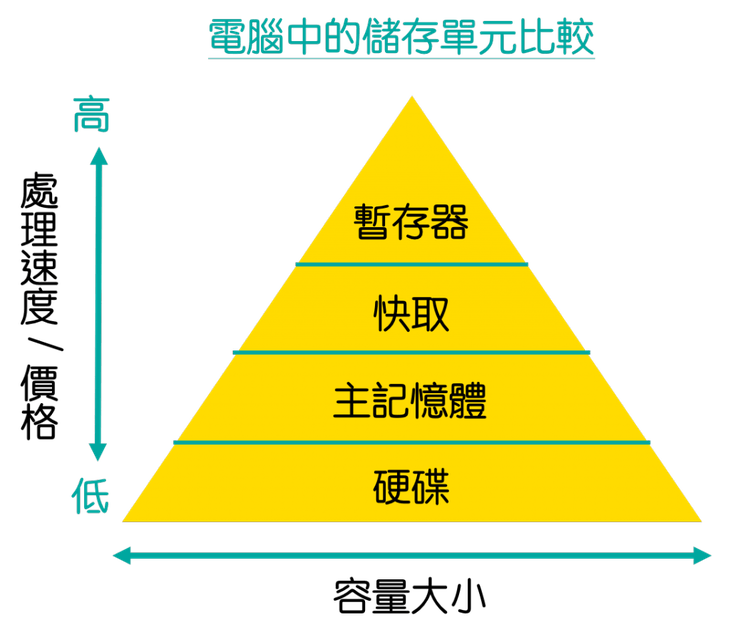 電腦中的儲存單元比較
高
處理速度/價格
低
暫存器
快取
主記憶體
硬碟
容量大小